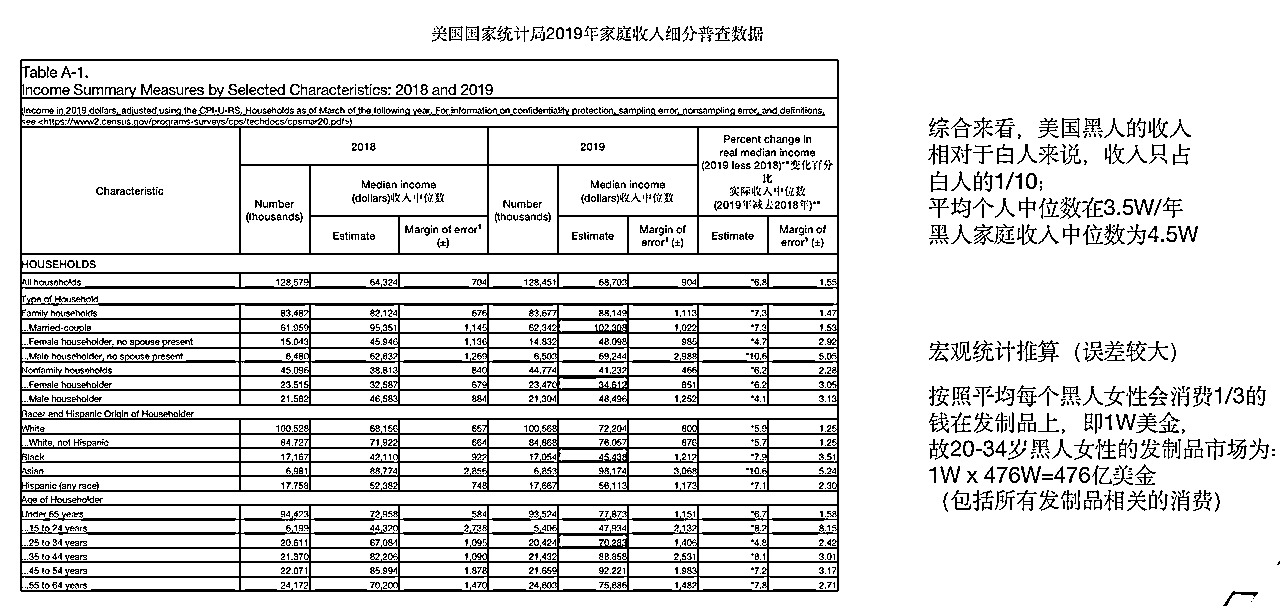 美国国家统计局2019年家庭收入细分普查数据
Table A-1.
Income Summary Measures by Selected Characteristics: 2018 and 2019
(Income in 2019 dollars, adjusted using the CPI-U-RS. Households as of March of the following year. For information on confidentiality protection, sampling error, nonsampling error, and definitions,
see <https://www2.census.gov/programs-surveys/cps/techdocs/cpsmar20.pdf>)
Characteristic
2018
2019
Percent change in
real median income
(2019 less 2018)**变化百分
比
实际收入中位数
(2019年减去2018年)**
Number
(thousands)
Median income
(dollars)收入中位数
Number
(thousands)
Median income
(dollars)收入中位数
Estimate
Margin of error¹
(±)
Estimate
Margin of
error¹ (±)
Estimate
Margin of
error¹ (±)
HOUSEHOLDS
All households 128,579 64,324 704 128,451 68,703 904 *6.8 1.55
Type of Household
Family households 83,482 82,124 676 83,677 88,149 1,113 *7.3 1.47
..Married-couple 61,959 95,351 1,145 62,342 102,308 1,022 *7.3 1.53
..Female householder, no spouse present 15,043 45,946 1,136 14,832 48,098 985 *4.7 2.92
..Male householder, no spouse present 6,480 62,632 1,269 6,503 69,244 2,988 *10.6 5.05
Nonfamily households 45,096 38,813 840 44,774 41,232 466 *6.2 2.28
..Female householder 23,515 32,587 679 23,470 34,612 851 *6.2 3.05
..Male householder 21,582 46,583 884 21,304 48,496 1,252 *4.1 3.13
Race² and Hispanic Origin of Householder
White 100,528 68,156 657 100,568 72,204 600 *5.9 1.25
..White, not Hispanic 84,727 71,922 664 84,868 76,057 676 *5.7 1.25
Black 17,167 42,110 922 17,054 45,438 1,212 *7.9 3.51
Asian 6,981 88,774 2,856 6,853 98,174 3,068 *10.6 5.24
Hispanic (any race) 17,758 52,382 748 17,667 56,113 1,173 *7.1 2.30
Age of Householder
Under 65 years 94,423 72,958 584 93,524 77,873 1,151 *6.7 1.58
..15 to 24 years 6,199 44,320 2,738 5,406 47,934 2,132 *8.2 8.15
..25 to 34 years 20,611 67,084 1,095 20,424 70,283 1,406 *4.8 2.42
..35 to 44 years 21,370 82,206 1,090 21,432 88,858 2,531 *8.1 3.01
..45 to 54 years 22,071 85,994 1,878 21,659 92,221 1,983 *7.2 3.17
..55 to 64 years 24,172 70,200 1,470 24,603 75,686 1,482 *7.8 2.71
综合来看，美国黑人的收入
相对于白人来说，收入只占
白人的1/10；
平均个人中位数在3.5W/年
黑人家庭收入中位数为4.5W
宏观统计推算（误差较大）
按照平均每个黑人女性会消费1/3的
钱在发制品上，即1W美金，
故20-34岁黑人女性的发制品市场为：
1W x 476W=476亿美金
（包括所有发制品相关的消费）